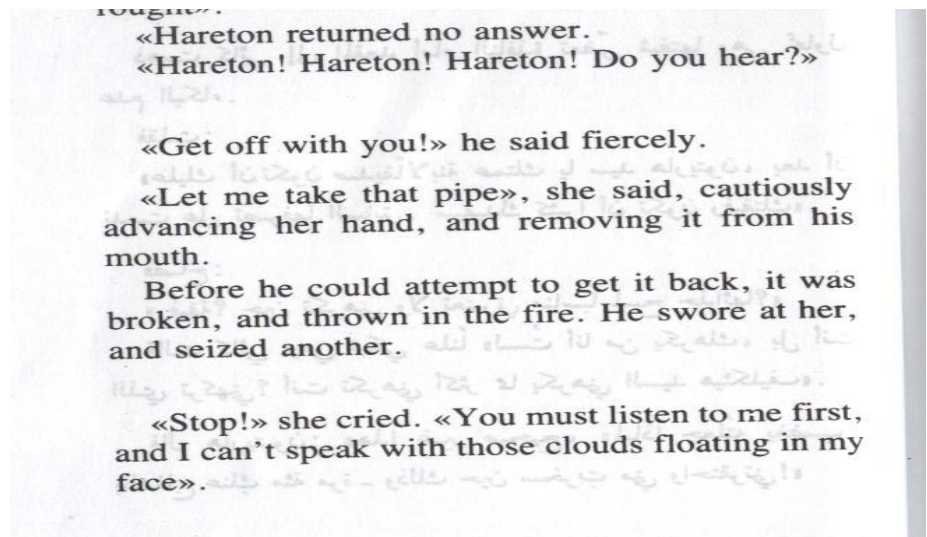 «Hareton returned no answer.
«Hareton! Hareton! Hareton! Do you hear?»
«Get off with you!» he said fiercely.
«Let me take that pipe», she said, cautiously
advancing her hand, and removing it from his
mouth.
Before he could attempt to get it back, it was
broken, and thrown in the fire. He swore at her,
and seized another.
«Stop!» she cried. «You must listen to me first,
and I can't speak with those clouds floating in my
face».